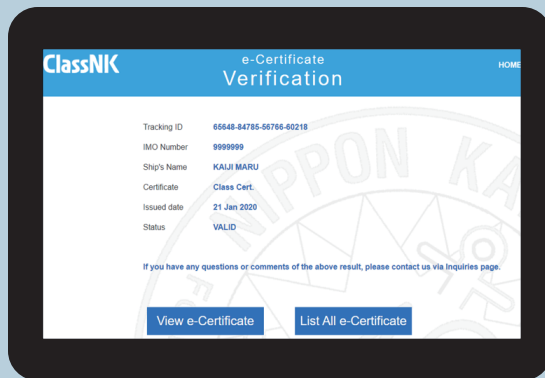 ClassNK
e-Certificate
Verification
HOME
Tracking ID 65648-84785-56766-60218
IMO Number 9999999
Ship's Name KAIJI MARU
Certificate Class Cert.
Issued date 21 Jan 2020
Status VALID
If you have any questions or comments of the above result, please contact us via Inquiries page.
View e-Certificate List All e-Certificate
NIPPON KA